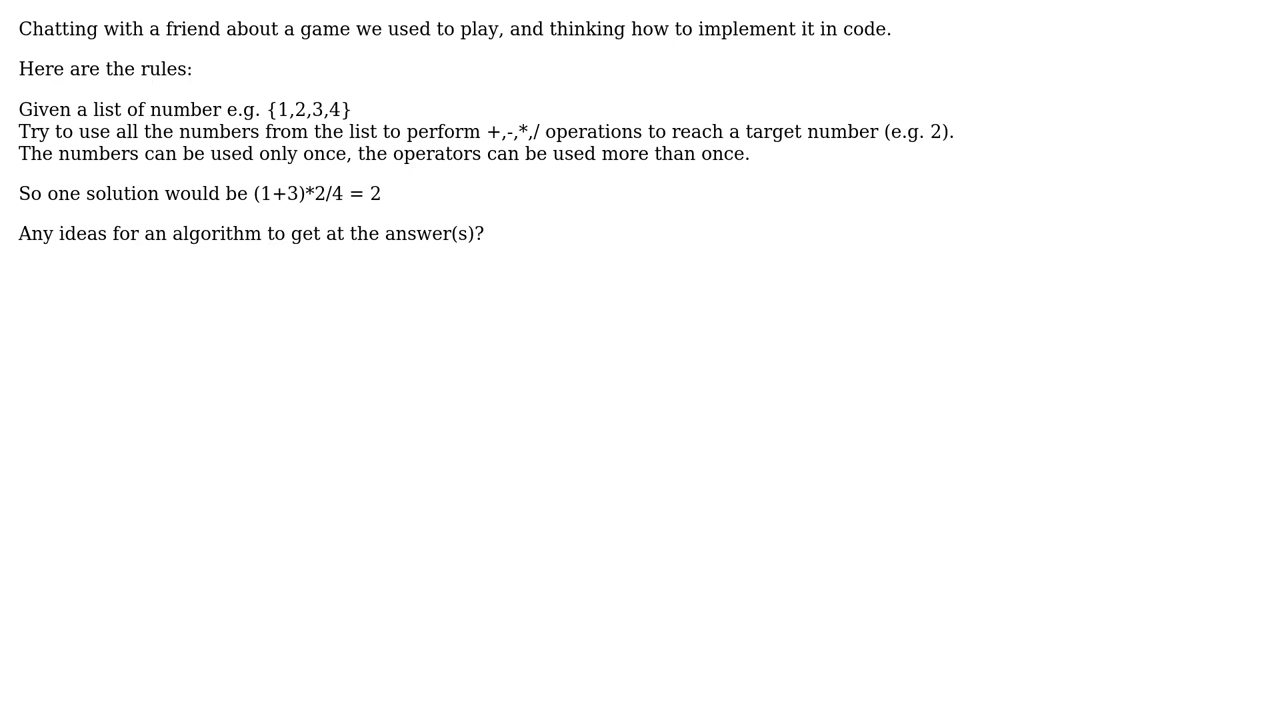 Chatting with a friend about a game we used to play, and thinking how to implement it in code.
Here are the rules:
Given a list of number e.g. {1,2,3,4}
Try to use all the numbers from the list to perform +,-,*,/ operations to reach a target number (e.g. 2).
The numbers can be used only once, the operators can be used more than once.
So one solution would be (1+3)*2/4 = 2
Any ideas for an algorithm to get at the answer(s)?